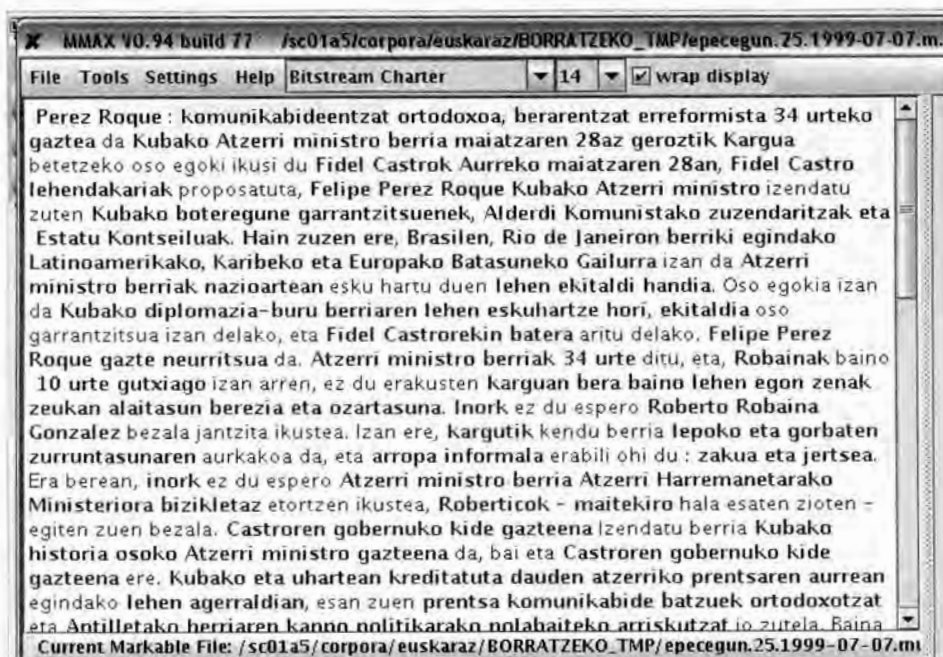 MMAX V0.94 build 77 /sc01a5/corpora/euskaraz/BORRATZEKO_TMP/epecegun.25.1999-07-07.m
File Tools Settings Help Bitstream Charter 14 wrap display
Perez Roque : komunikabideentzat ortodoxoa, berarentzat erreformista 34 urteko
gaztea da Kubako Atzerri ministro berria maiatzaren 28az geroztik Kargua
betetzeko oso egoki ikusi du Fidel Castrok Aurreko maiatzaren 28an, Fidel Castro
lehendakariak proposatuta, Felipe Perez Roque Kubako Atzerri ministro izendatu
zuten Kubako boteregune garrantzitsuenek, Alderdi Komunistako zuzendaritzak eta
Estatu Kontseiluak. Hain zuzen ere, Brasilen, Rio de Janeiron berriki egindako
Latinoamerikako, Karibeko eta Europako Batasuneko Gailurra izan da Atzerri
ministro berriak nazioartean esku hartu duen lehen ekitaldi handia. Oso egokia izan
da Kubako diplomazia-buru berriaren lehen eskuhartze hori, ekitaldia oso
garrantzitsua izan delako, eta Fidel Castrorekin batera aritu delako. Felipe Perez
Roque gazte neurritsua da. Atzerri ministro berriak 34 urte ditu, eta, Robainak baino
10 urte gutxiago izan arren, ez du erakusten karguan bera baino lehen egon zenak
zeukan alaitasun berezia eta ozartasuna. Inork ez du espero Roberto Robaina
Gonzalez bezala jantzita ikustea. Izan ere, kargutik kendu berria lepoko eta gorbaten
zurruntasunaren aurkakoa da, eta arropa informala erabili ohi du : zakua eta jertsea.
Era berean, inork ez du espero Atzerri ministro berria Atzerri Harremanetarako
Ministeriora bizikletaz etortzen ikustea, Roberticok - maitekiro hala esaten zioten -
egiten zuen bezala. Castroren gobernuko kide gazteena Izendatu berria Kubako
historia osoko Atzerri ministro gazteena da, bai eta Castroren gobernuko kide
gazteena ere. Kubako eta uhartean kreditatuta dauden atzerriko prentsaren aurrean
egindako lehen agerraldian, esan zuen prentsa komunikabide batzuek ortodoxotzat
eta Antilletako herriaren kanpo politikarako nolabaiteko arriskutzat jo zutela. Baina
Current Markable File: /sc01a5/corpora/euskaraz/BORRATZEKO_TMP/epecegun.25.1999-07-07.m